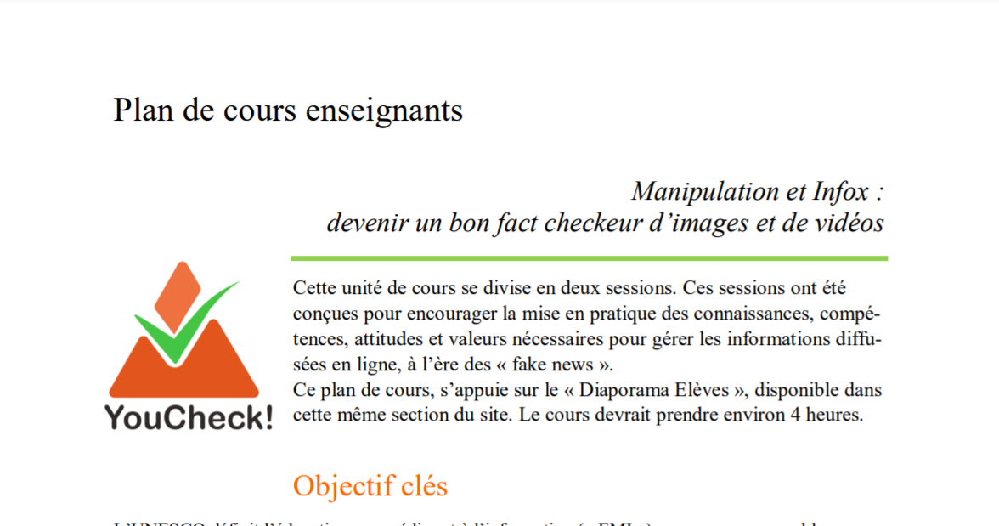 Plan de cours enseignants
Manipulation et Infox :
devenir un bon fact checkeur d’images et de vidéos
Cette unité de cours se divise en deux sessions. Ces sessions ont été
conçues pour encourager la mise en pratique des connaissances, compé-
tences, attitudes et valeurs nécessaires pour gérer les informations diffu-
sées en ligne, à l’ère des « fake news ».
Ce plan de cours, s’appuie sur le « Diaporama Elèves », disponible dans
cette même section du site. Le cours devrait prendre environ 4 heures.
YouCheck!
Objectif clés